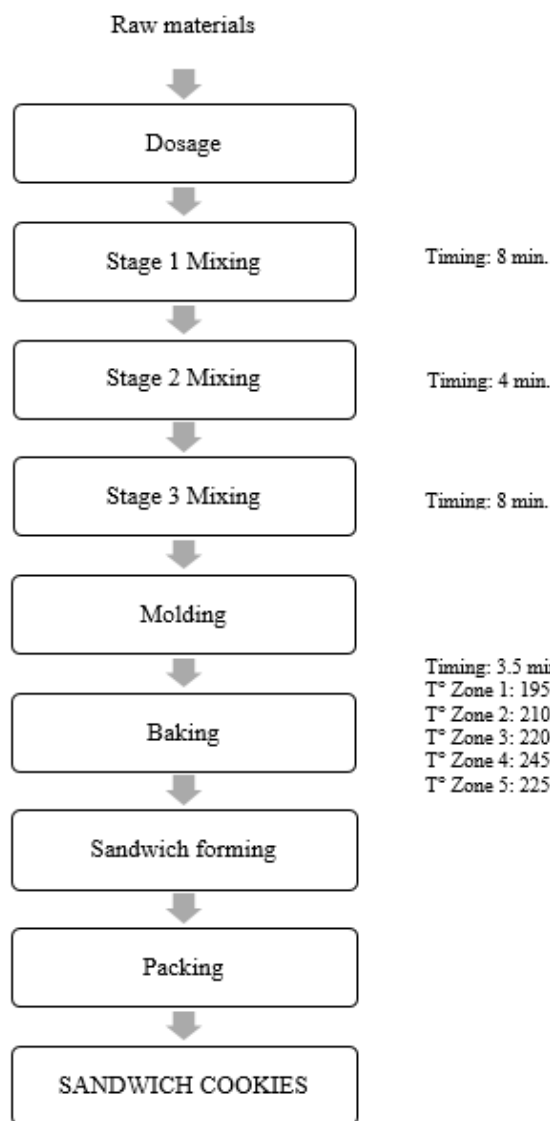 Raw materials
Dosage
Stage 1 Mixing
Timing: 8 min.
Stage 2 Mixing
Timing: 4 min.
Stage 3 Mixing
Timing: 8 min.
Molding
Timing: 3.5 min
T° Zone 1: 195
T° Zone 2: 210
T° Zone 3: 220
T° Zone 4: 245
T° Zone 5: 225
Baking
Sandwich forming
Packing
SANDWICH COOKIES